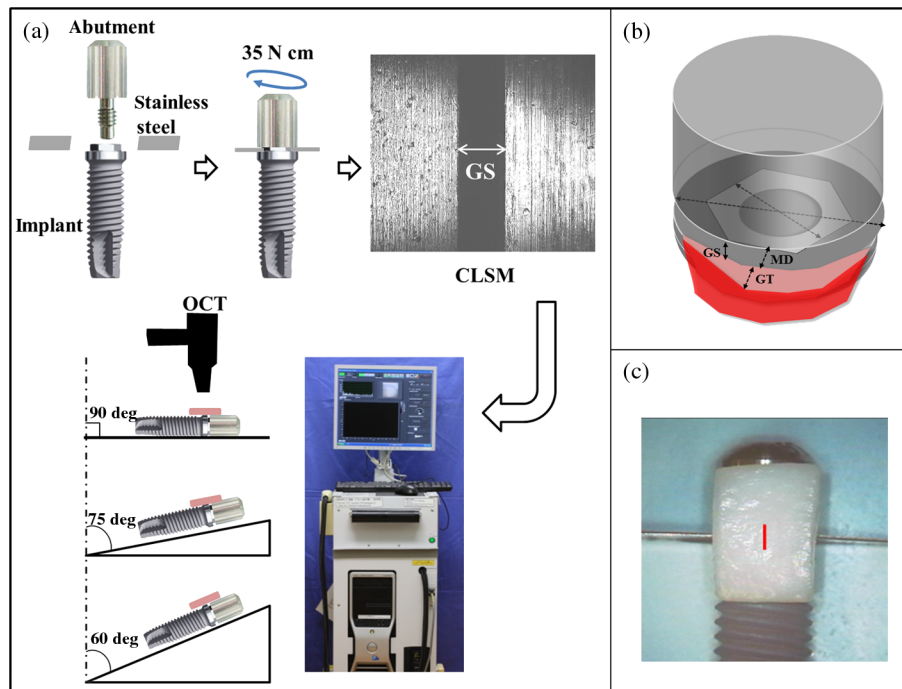 (a)
Abutment
35 N cm
Stainless
steel
Implant
GS
CLSM
OCT
90 deg
75 deg
60 deg
(b)
GS
MD
GT
(c)